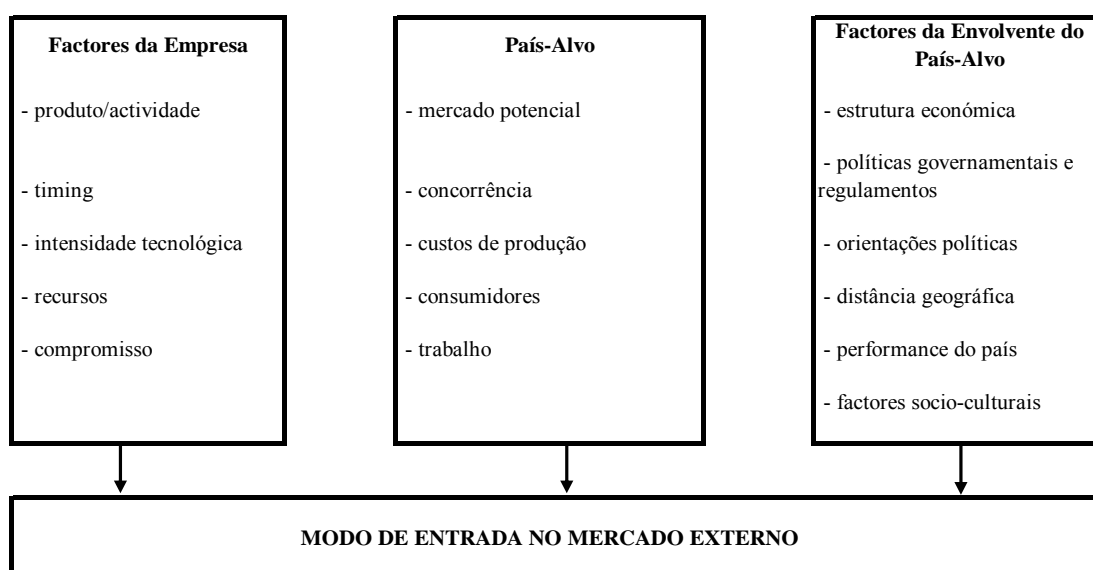 Factores da Empresa
- produto/actividade
- timing
- intensidade tecnológica
- recursos
- compromisso
País-Alvo
- mercado potencial
- concorrência
- custos de produção
- consumidores
- trabalho
Factores da Envolvente do
País-Alvo
- estrutura económica
- políticas governamentais e
regulamentos
- orientações políticas
- distância geográfica
- performance do país
- factores socio-culturais
MODO DE ENTRADA NO MERCADO EXTERNO